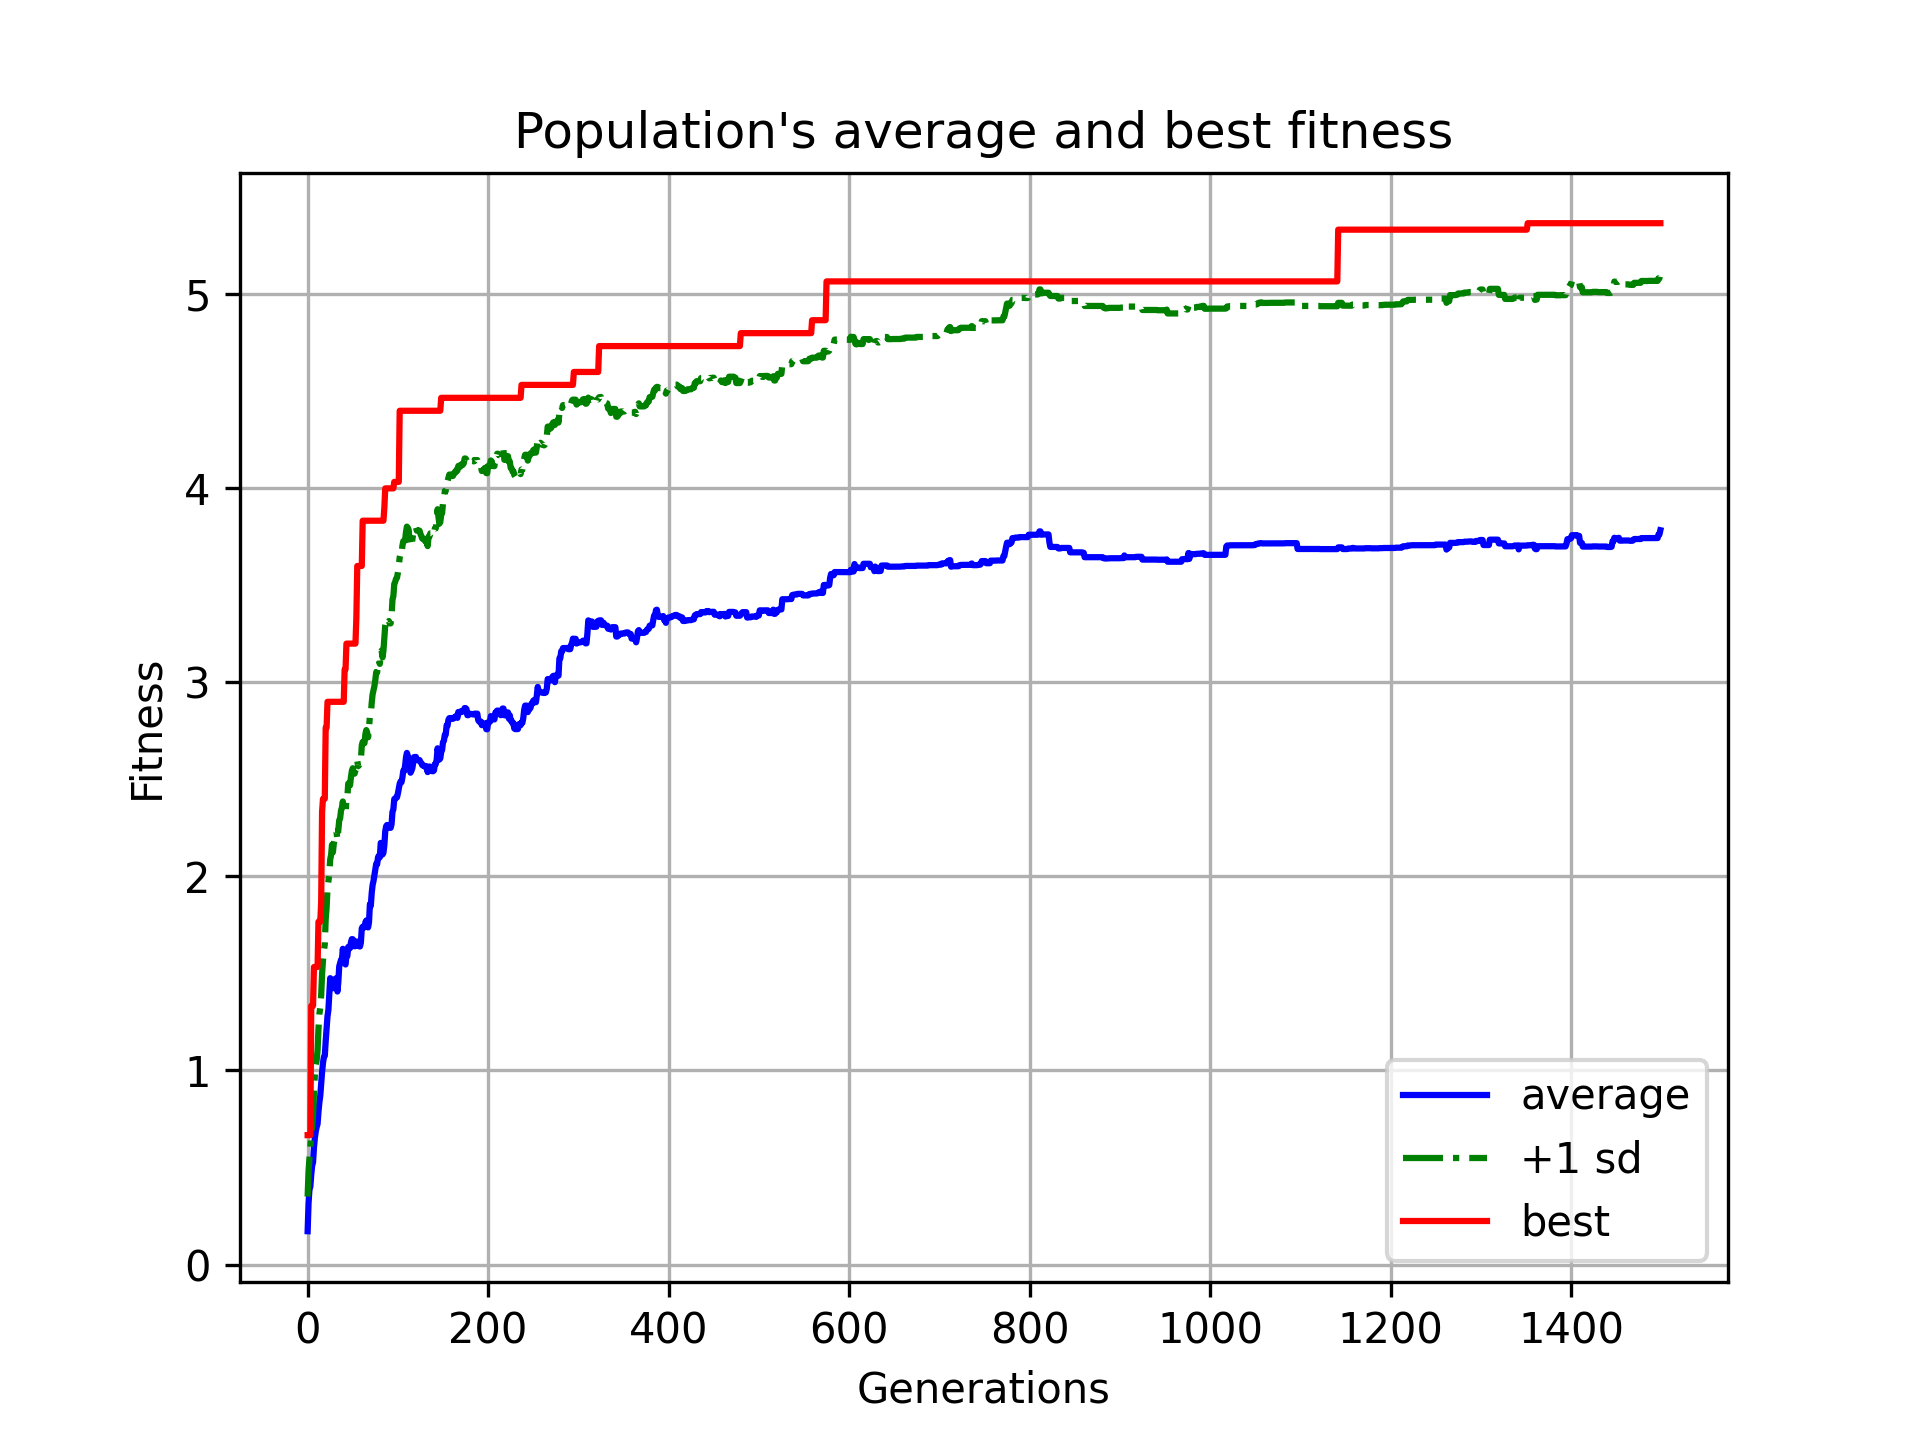 Population's average and best fitness
Fitness
5
4
3
2
1
0
0 200 400 600 800 1000 1200 1400
Generations
average
+1 sd
best